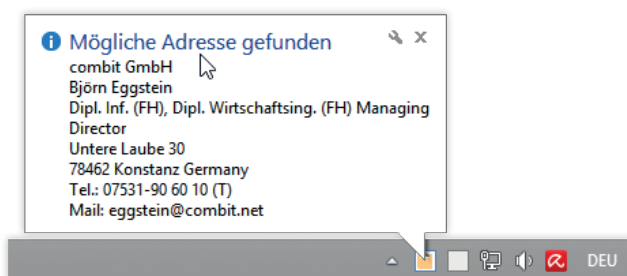 Mögliche Adresse gefunden
combit GmbH
Björn Eggstein
Dipl. Inf. (FH), Dipl. Wirtschaftsing. (FH) Managing
Director
Untere Laube 30
78462 Konstanz Germany
Tel.: 07531-90 60 10 (T)
Mail: eggstein@combit.net
DEU